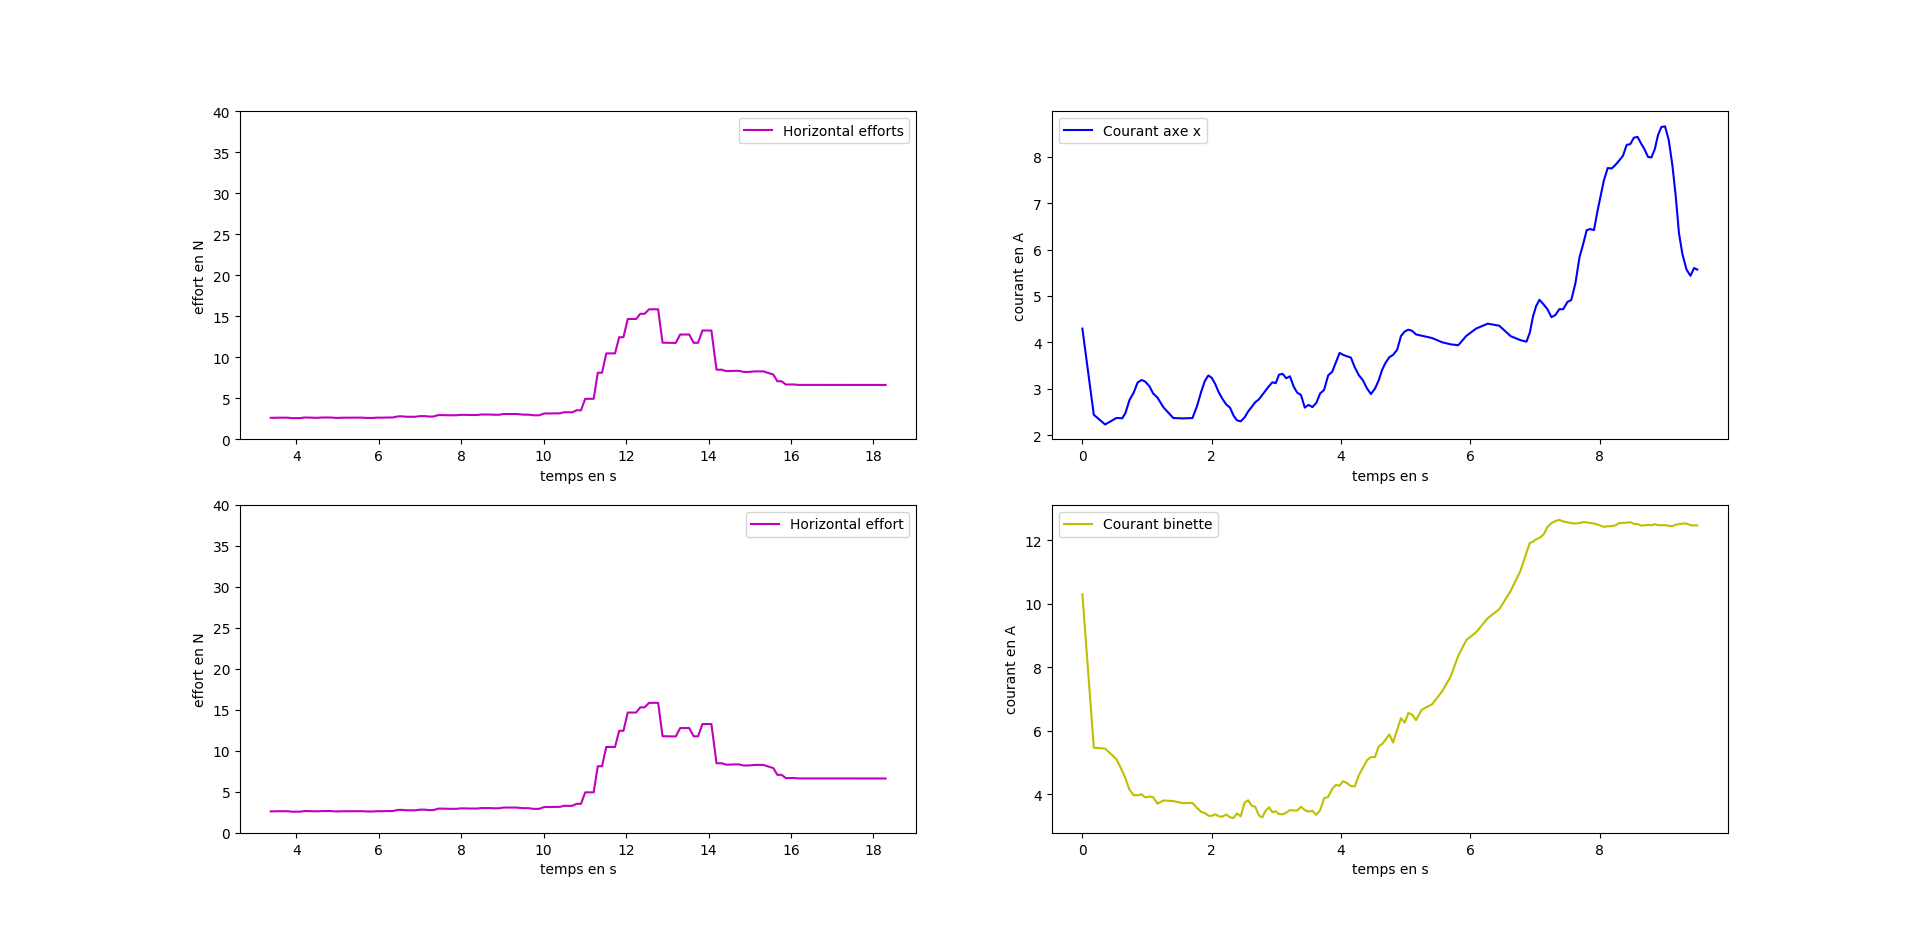 Horizontal efforts
effort en N
0 5 10 15 20 25 30 35 40
4 6 8 10 12 14 16 18
temps en s
Courant axe x
courant en A
2 3 4 5 6 7 8
0 2 4 6 8
temps en s
Horizontal effort
effort en N
0 5 10 15 20 25 30 35 40
4 6 8 10 12 14 16 18
temps en s
Courant binette
courant en A
4 6 8 10 12
0 2 4 6 8
temps en s